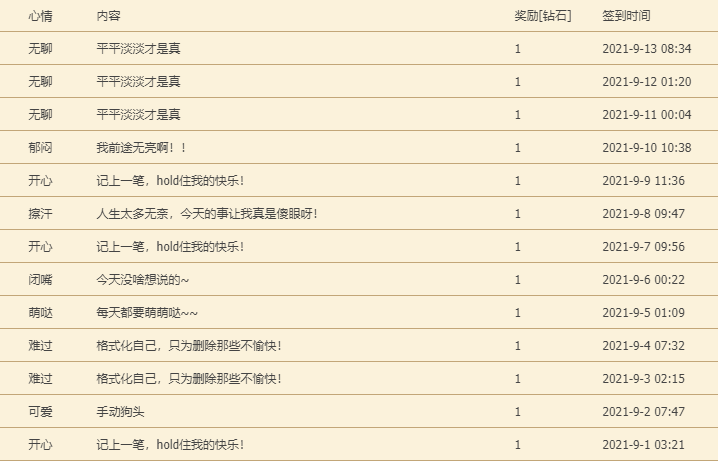 心情 内容 奖励[钻石] 签到时间
无聊 平平淡淡才是真 1 2021-9-13 08:34
无聊 平平淡淡才是真 1 2021-9-12 01:20
无聊 平平淡淡才是真 1 2021-9-11 00:04
郁闷 我前途无亮啊！！ 1 2021-9-10 10:38
开心 记上一笔，hold住我的快乐！ 1 2021-9-9 11:36
擦汗 人生太多无奈，今天的事让我真是傻眼呀！ 1 2021-9-8 09:47
开心 记上一笔，hold住我的快乐！ 1 2021-9-7 09:56
闭嘴 今天没啥想说的~ 1 2021-9-6 00:22
萌哒 每天都要萌萌哒~~ 1 2021-9-5 01:09
难过 格式化自己，只为删除那些不愉快！ 1 2021-9-4 07:32
难过 格式化自己，只为删除那些不愉快！ 1 2021-9-3 02:15
可爱 手动狗头 1 2021-9-2 07:47
开心 记上一笔，hold住我的快乐！ 1 2021-9-1 03:21